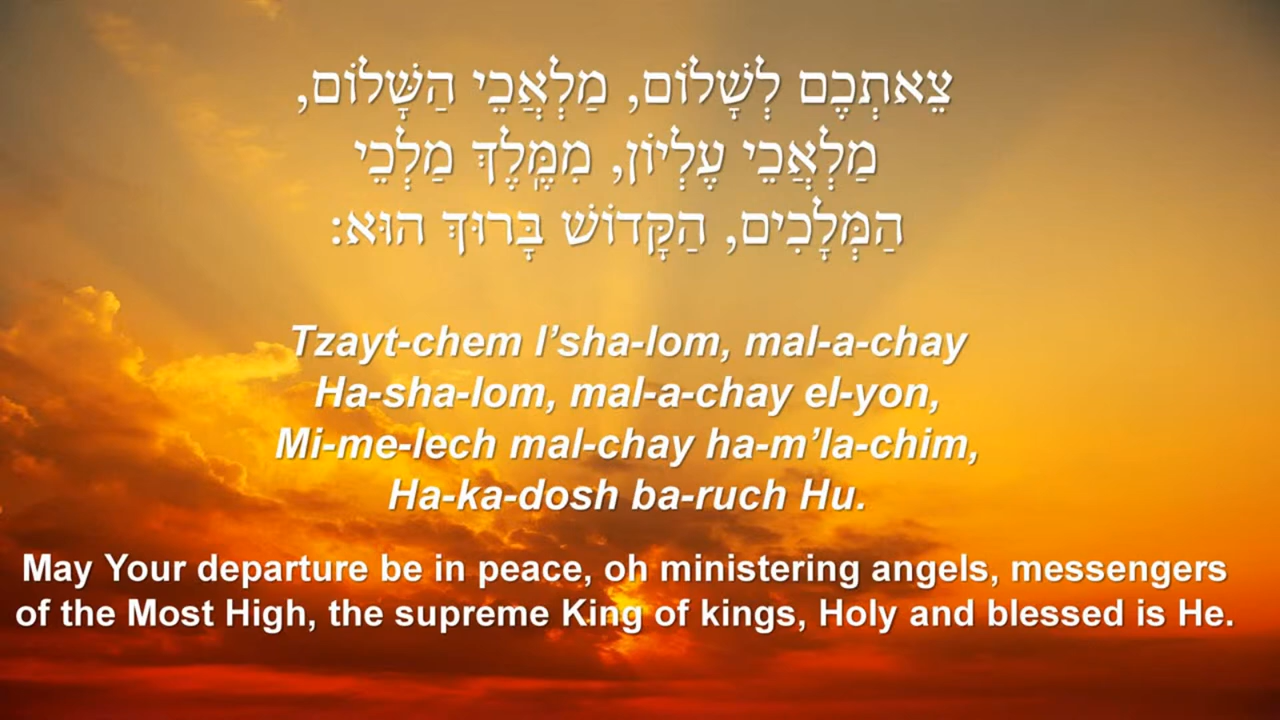 צֵאתְכֶם לְשָׁלוֹם, מַלְאֲכֵי הַשָּׁלוֹם,
מַלְאֲכֵי עֶלְיוֹן, מִמֶּֽלֶךְ מַלְכֵי
הַמְּלָכִים, הַקָּדוֹשׁ בָּרוּךְ הוּא:
Tzayt-chem l’sha-lom, mal-a-chay
Ha-sha-lom, mal-a-chay el-yon,
Mi-me-lech mal-chay ha-m’la-chim,
Ha-ka-dosh ba-ruch Hu.
May Your departure be in peace, oh ministering angels, messengers
of the Most High, the supreme King of kings, Holy and blessed is He.